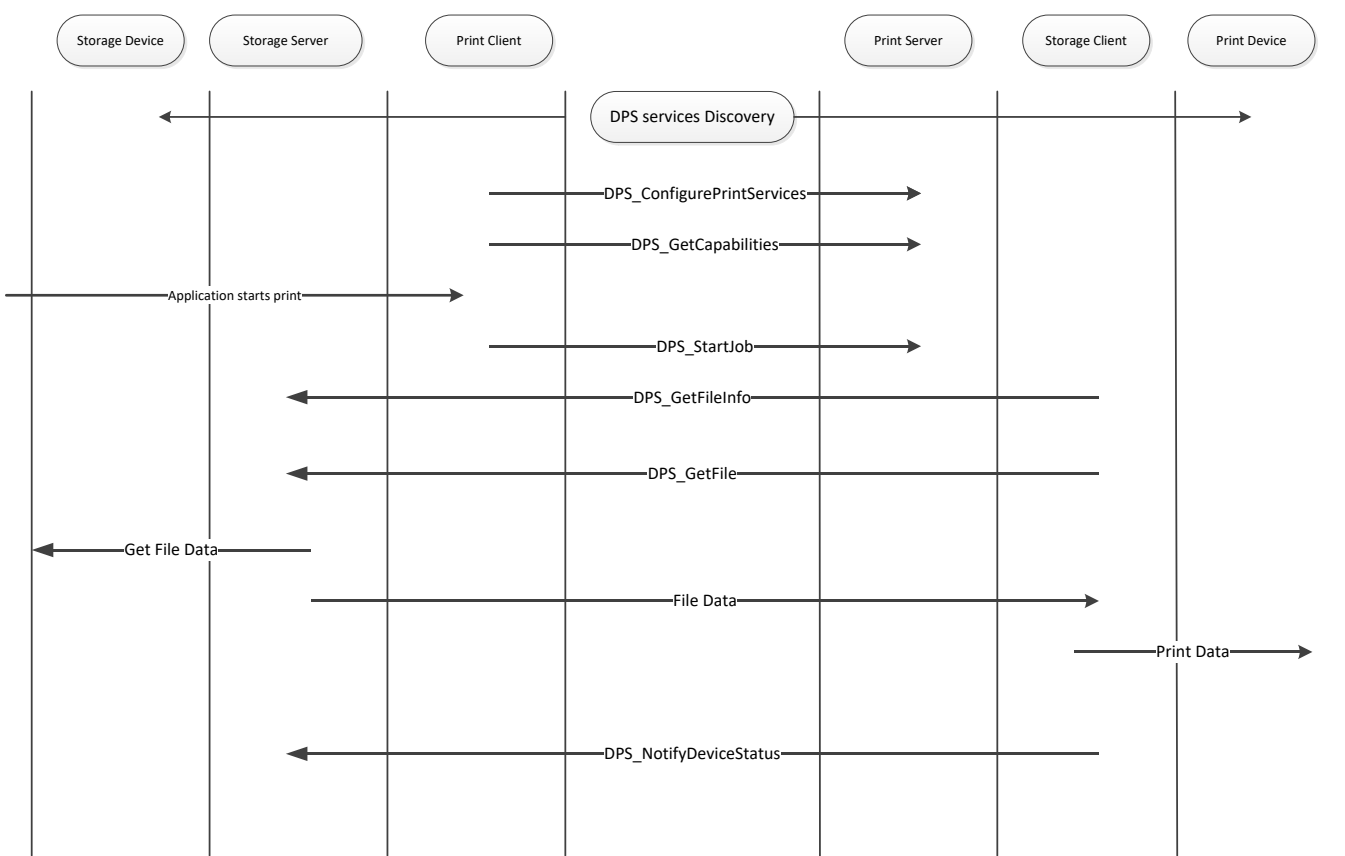 Storage Device
Storage Server
Print Client
Print Server
Storage Client
Print Device
DPS services Discovery
DPS_ConfigurePrintServices
DPS_GetCapabilities
Application starts print
DPS_StartJob
DPS_GetFileInfo
DPS_GetFile
Get File Data
File Data
Print Data
DPS_NotifyDeviceStatus